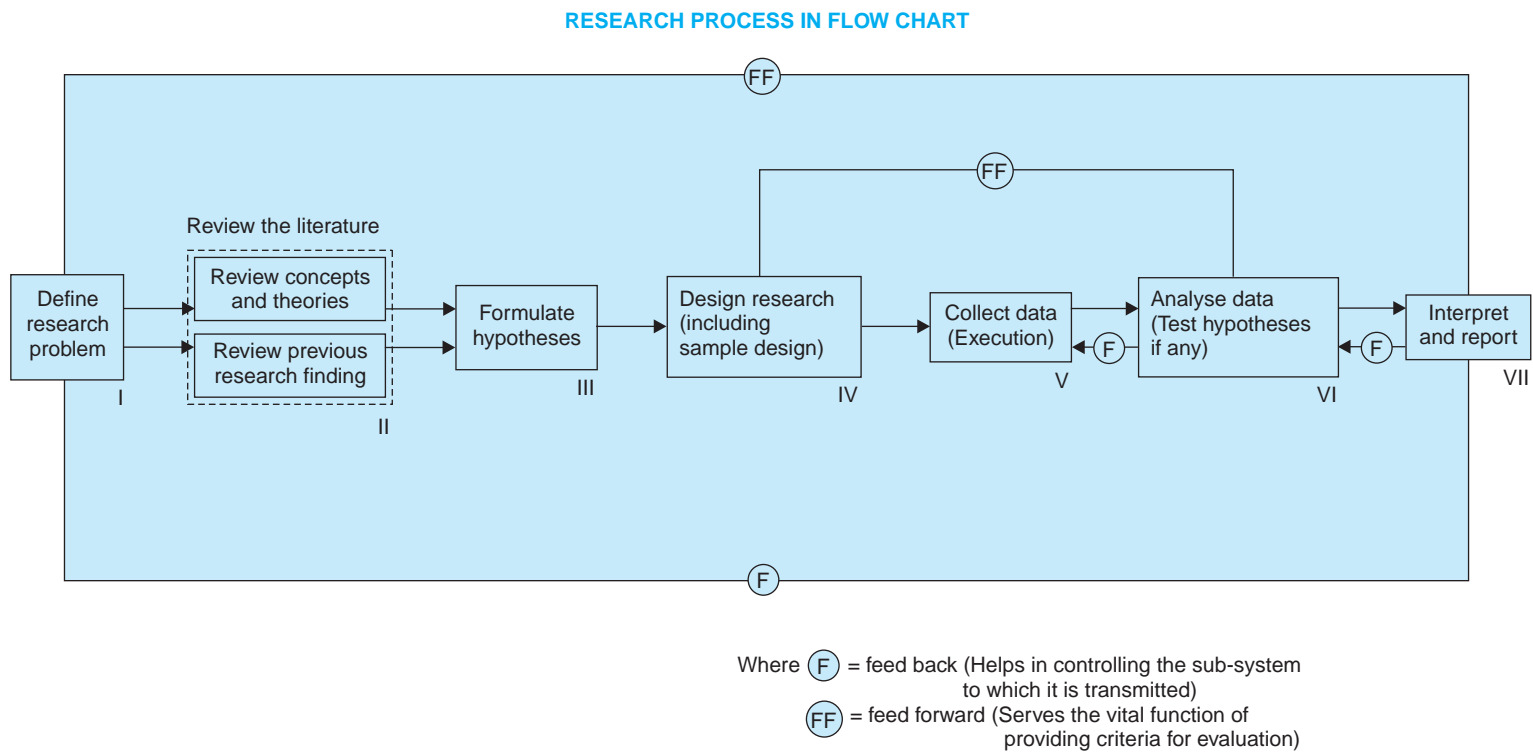 RESEARCH PROCESS IN FLOW CHART
FF
FF
Review the literature
Define
research
problem
I
Review concepts
and theories
Review previous
research finding
II
Formulate
hypotheses
III
Design research
(including
sample design)
IV
Collect data
(Execution)
V
F
Analyse data
(Test hypotheses
if any)
VI
F
Interpret
and report
VII
F
Where F = feed back (Helps in controlling the sub-system
to which it is transmitted)
FF = feed forward (Serves the vital function of
providing criteria for evaluation)